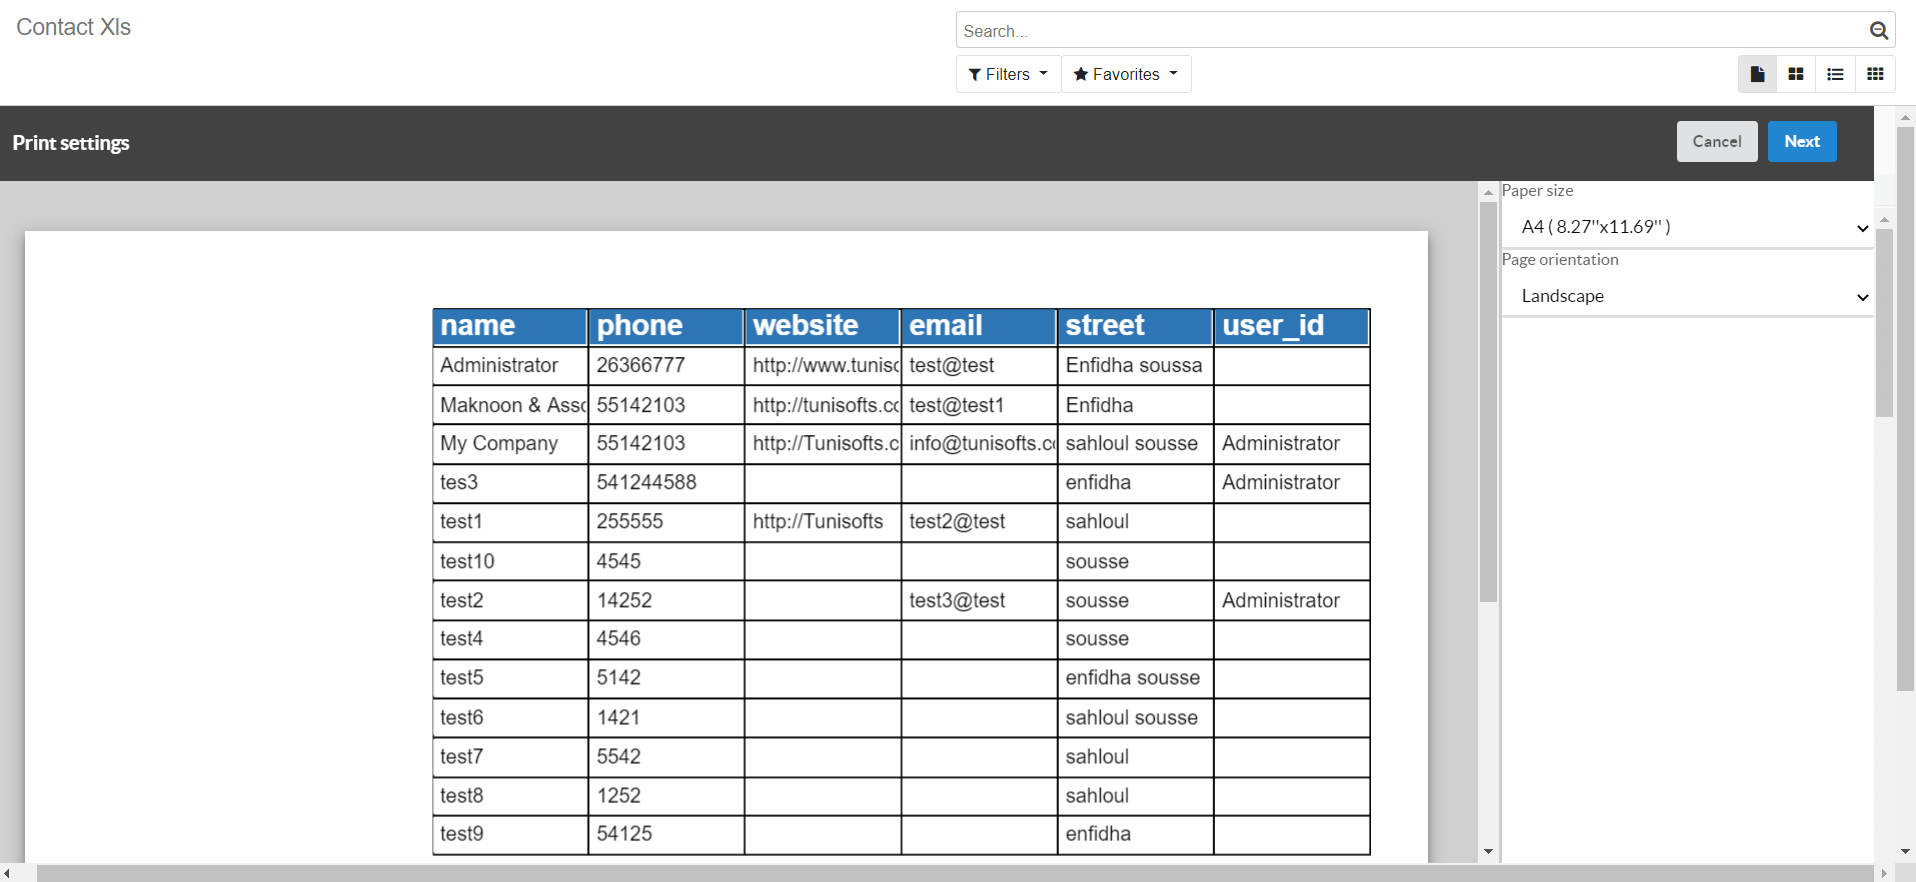 Contact Xls
Search...
Filters Favorites
Print settings
Cancel Next
Paper size
A4 ( 8.27''x11.69'' )
Page orientation
Landscape
name phone website email street user_id
Administrator 26366777 http://www.tunisc test@test Enfidha soussa
Maknoon & Assc 55142103 http://tunisofts.cc test@test1 Enfidha
My Company 55142103 http://Tunisofts.c info@tunisofts.cc sahloul sousse Administrator
tes3 541244588 enfidha Administrator
test1 255555 http://Tunisofts test2@test sahloul
test10 4545 sousse
test2 14252 test3@test sousse Administrator
test4 4546 sousse
test5 5142 enfidha sousse
test6 1421 sahloul sousse
test7 5542 sahloul
test8 1252 sahloul
test9 54125 enfidha